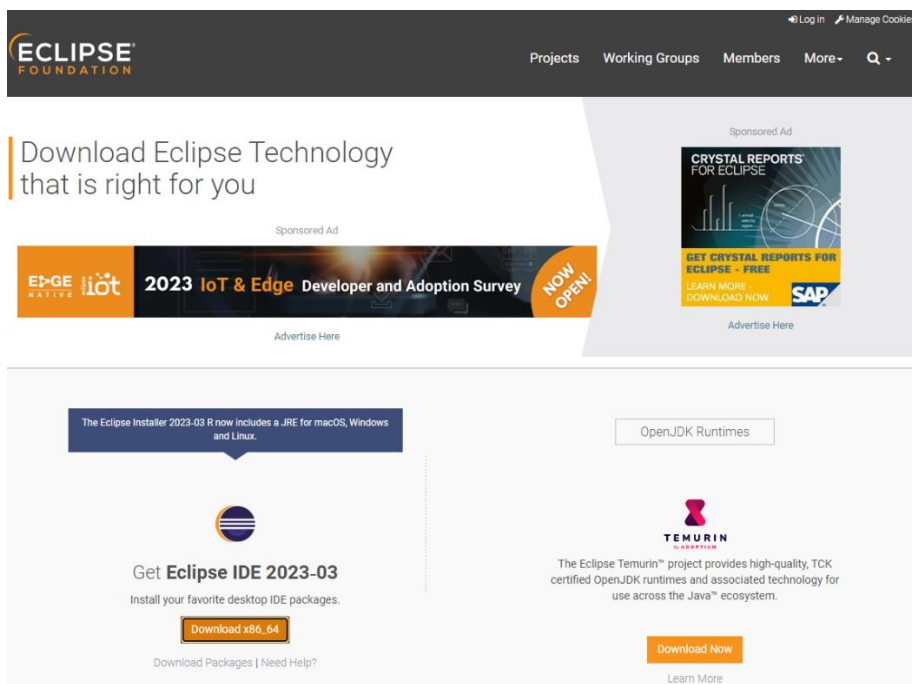 Log in Manage Cookie
ECLIPSE
FOUNDATION
Projects Working Groups Members More
Download Eclipse Technology
that is right for you
Sponsored Ad
EDGE
NATIVE
eclipse
iot
2023 IoT & Edge Developer and Adoption Survey
NOW
OPEN!
Advertise Here
Sponsored Ad
CRYSTAL REPORTS
FOR ECLIPSE
GET CRYSTAL REPORTS FOR
ECLIPSE - FREE
LEARN MORE -
DOWNLOAD NOW
SAP
Advertise Here
The Eclipse Installer 2023-03 R now includes a JRE for macOS, Windows
and Linux.
Get Eclipse IDE 2023-03
Install your favorite desktop IDE packages.
Download x86_64
Download Packages | Need Help?
OpenJDK Runtimes
TEMURIN
by ADOPTIUM
The Eclipse Temurin™ project provides high-quality, TCK
certified OpenJDK runtimes and associated technology for
use across the Java™ ecosystem.
Download Now
Learn More